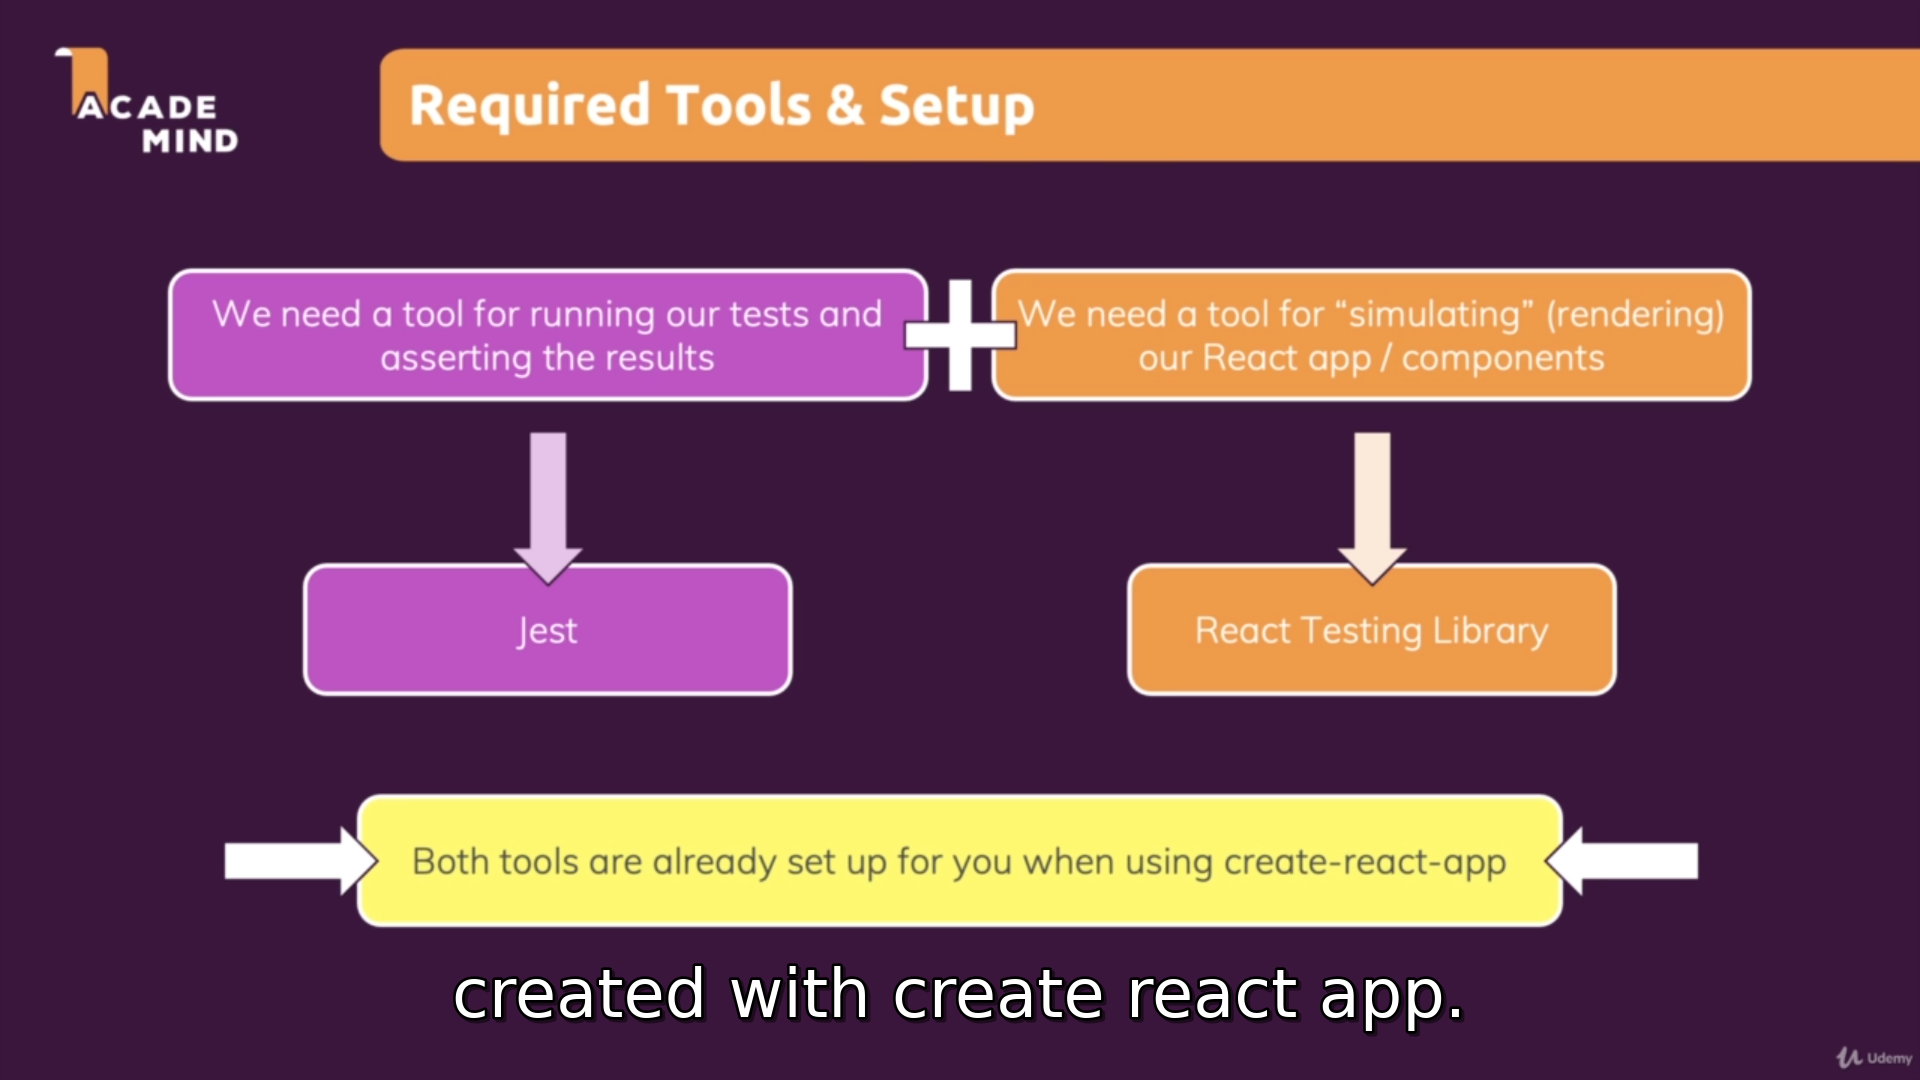 ACADE
MIND
Required Tools & Setup
We need a tool for running our tests and
asserting the results
We need a tool for “simulating” (rendering)
our React app / components
Jest
React Testing Library
Both tools are already set up for you when using create-react-app
created with create react app.
Udemy